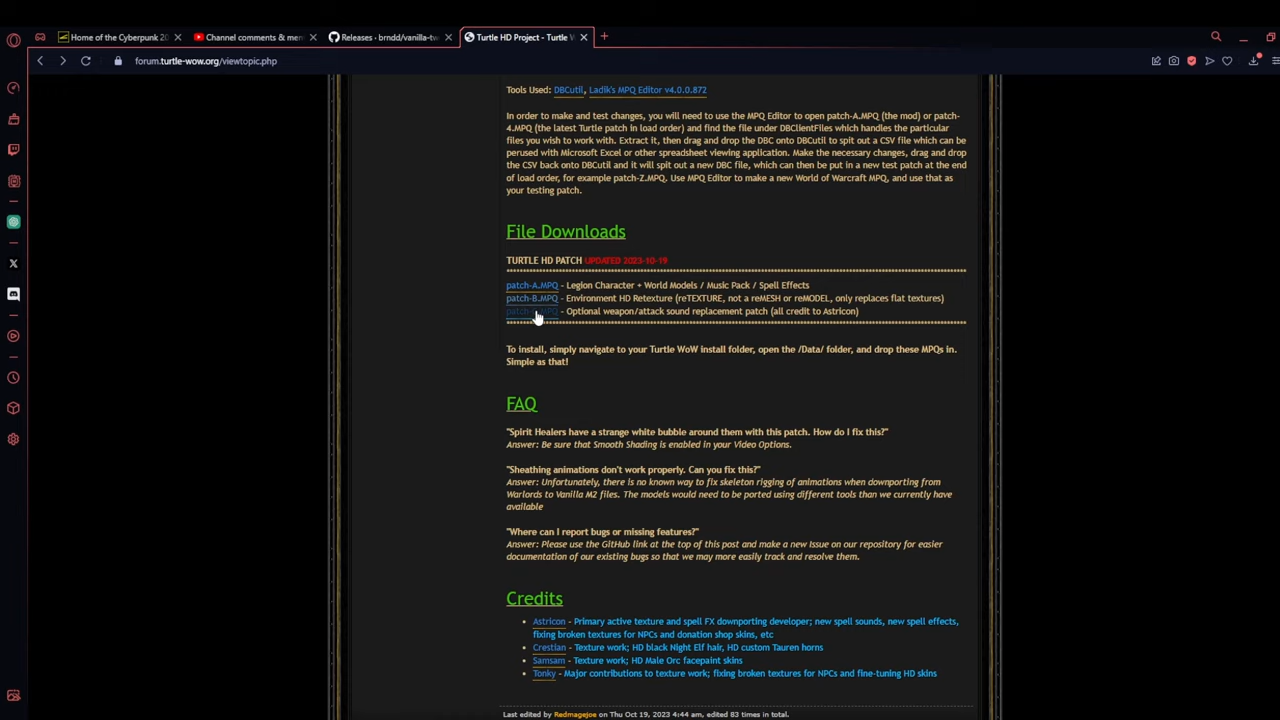 Home of the Cyberpunk 20
Channel comments & men
Releases · brndd/vanilla-tw
Turtle HD Project - Turtle W
forum.turtle-wow.org/viewtopic.php
Tools Used: DBCutil, Ladik's MPQ Editor v4.0.0.872
In order to make and test changes, you will need to use the MPQ Editor to open patch-A.MPQ (the mod) or patch-
4.MPQ (the latest Turtle patch in load order) and find the file under DBClientFiles which handles the particular
files you wish to work with. Extract it, then drag and drop the DBC onto DBCutil to spit out a CSV file which can be
perused with Microsoft Excel or other spreadsheet viewing application. Make the necessary changes, drag and drop
the CSV back onto DBCutil and it will spit out a new DBC file, which can then be put in a new test patch at the end
of load order, for example patch-Z.MPQ. Use MPQ Editor to make a new World of Warcraft MPQ, and use that as
your testing patch.
File Downloads
TURTLE HD PATCH UPDATED 2023-10-19
patch-A.MPQ - Legion Character + World Models / Music Pack / Spell Effects
patch-B.MPQ - Environment HD Retexture (reTEXTURE, not a reMESH or reMODEL, only replaces flat textures)
- Optional weapon/attack sound replacement patch (all credit to Astricon)
To install, simply navigate to your Turtle WoW install folder, open the /Data/ folder, and drop these MPQs in.
Simple as that!
FAQ
"Spirit Healers have a strange white bubble around them with this patch. How do I fix this?"
Answer: Be sure that Smooth Shading is enabled in your Video Options.
"Sheathing animations don't work properly. Can you fix this?"
Answer: Unfortunately, there is no known way to fix skeleton rigging of animations when downporting from
Warlords to Vanilla M2 files. The models would need to be ported using different tools than we currently have
available
"Where can I report bugs or missing features?"
Answer: Please use the GitHub link at the top of this post and make a new Issue on our repository for easier
documentation of our existing bugs so that we may more easily track and resolve them.
Credits
• Astricon - Primary active texture and spell FX downporting developer; new spell sounds, new spell effects,
fixing broken textures for NPCs and donation shop skins, etc
• Crestian - Texture work; HD black Night Elf hair, HD custom Tauren horns
• Samsam - Texture work; HD Male Orc facepaint skins
• Tonky - Major contributions to texture work; fixing broken textures for NPCs and fine-tuning HD skins
Last edited by Redmagejoe on Thu Oct 19, 2023 4:44 am, edited 83 times in total.